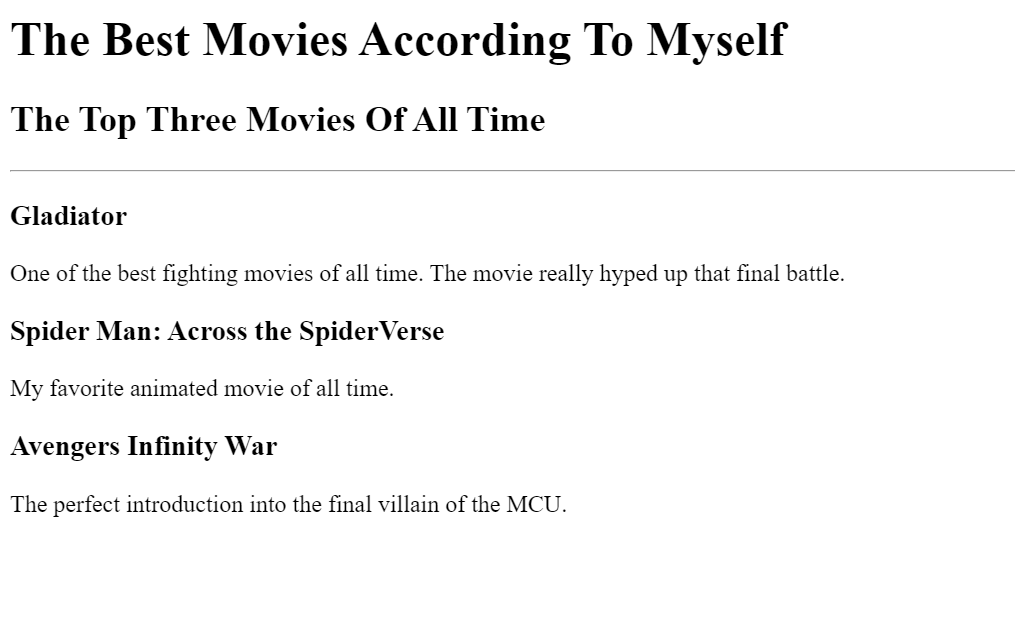 The Best Movies According To Myself
The Top Three Movies Of All Time
Gladiator
One of the best fighting movies of all time. The movie really hyped up that final battle.
Spider Man: Across the SpiderVerse
My favorite animated movie of all time.
Avengers Infinity War
The perfect introduction into the final villain of the MCU.